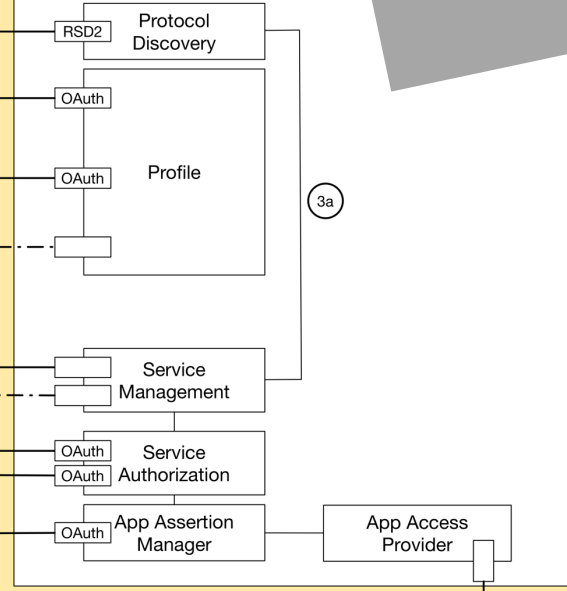 RSD2
Protocol
Discovery
OAuth
OAuth
Profile
3a
Service
Management
OAuth
OAuth
Service
Authorization
OAuth
App Assertion
Manager
App Access
Provider